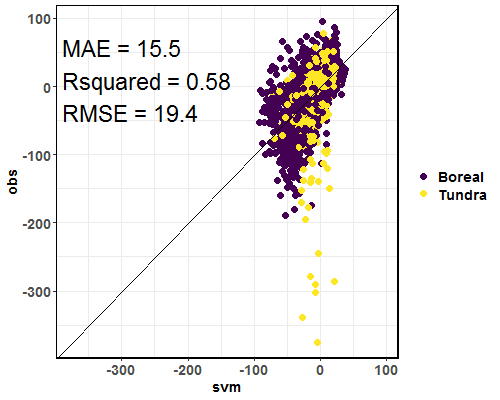 100
MAE = 15.5
Rsquared = 0.58
0
RMSE = 19.4
-100
obs
Boreal
Tundra
-200
-300
-300 -200 -100 0 100
svm